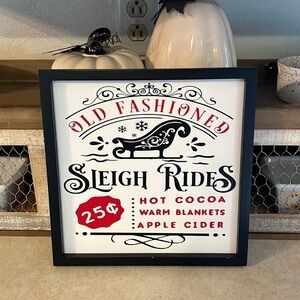 OLD FASHIONED
SLEIGH RIDES
25¢
HOT COCOA
WARM BLANKETS
APPLE CIDER